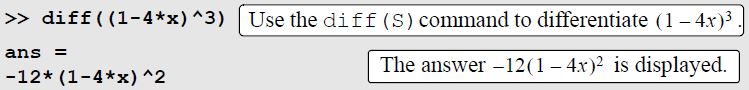 >> diff((1-4*x)^3) Use the diff(S) command to differentiate (1 – 4x)³.
ans =
-12*(1-4*x)^2 The answer –12(1 – 4x)² is displayed.